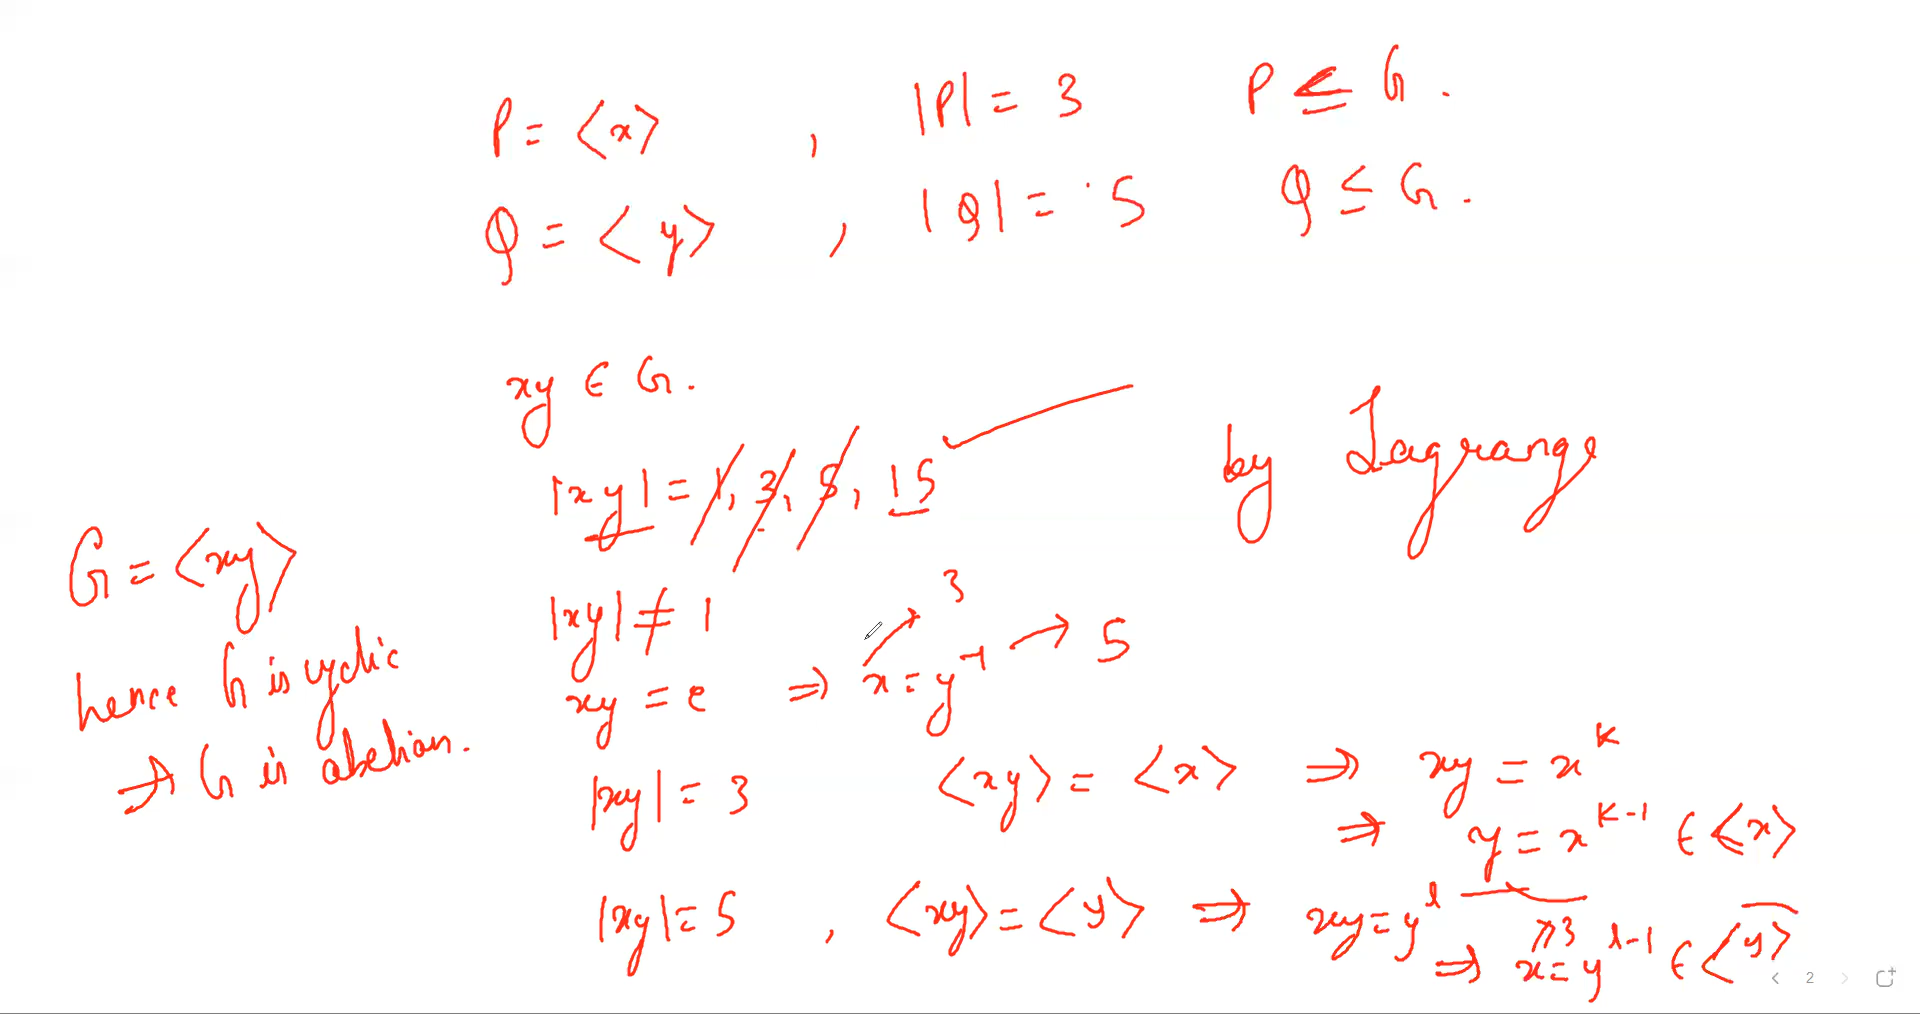 P = <x> , |P| = 3 P ≤ G.
Q = <y> , |Q| = 5 Q ≤ G.
xy ∈ G.
|xy| = 1, 3, 5, 15 by Lagrange
|xy| ≠ 1 3
xy = e ⇒ x = y⁻¹ → 5
|xy| = 3 <xy> = <x> ⇒ xy = x^k
⇒ y = x^{k-1} ∈ <x>
|xy| = 5 , <xy> = <y> ⇒ xy = y^l
⇒ x = y^{l-1} ∈ <y>
G = <xy>
hence G is cyclic
⇒ G is abelian.
2